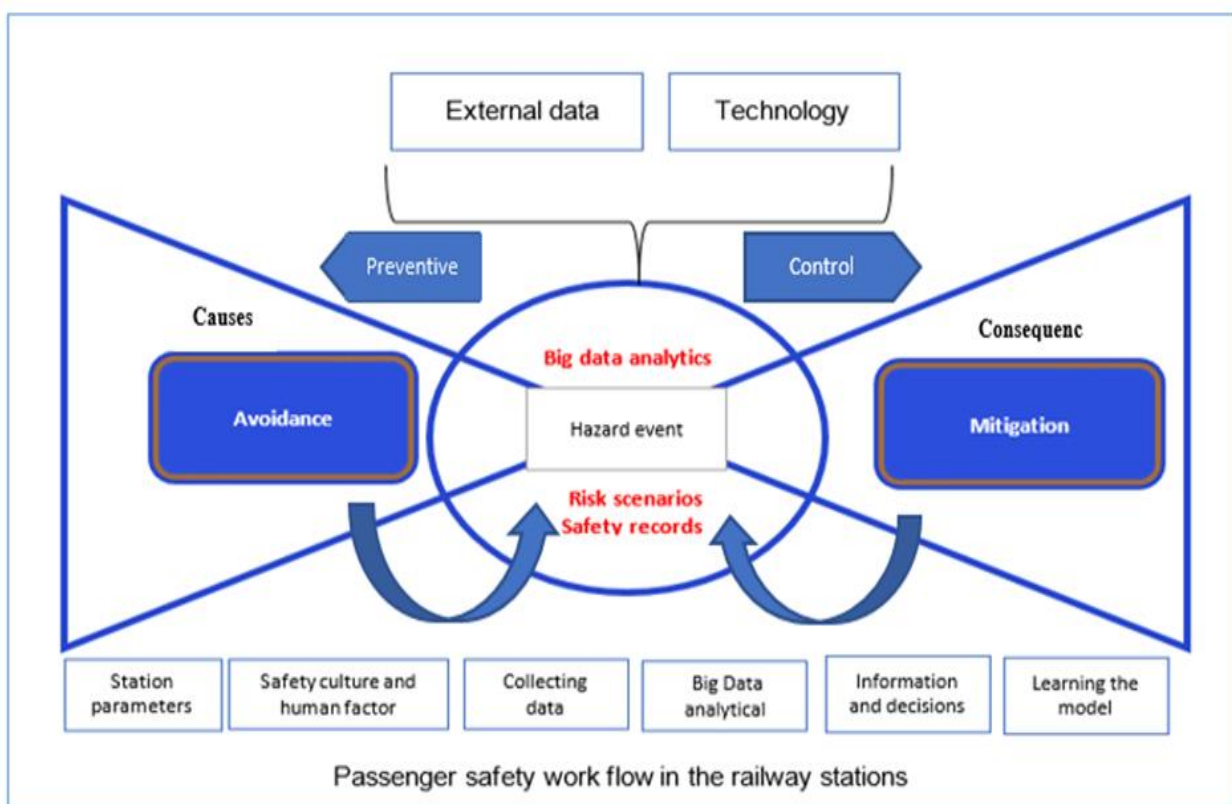 External data
Technology
Preventive
Control
Causes
Consequenc
Big data analytics
Avoidance
Hazard event
Mitigation
Risk scenarios
Safety records
Station
parameters
Safety culture and
human factor
Collecting
data
Big Data
analytical
Information
and decisions
Learning the
model
Passenger safety work flow in the railway stations